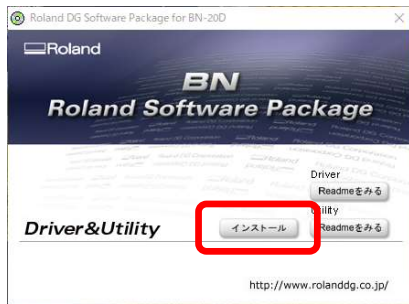 Roland DG Software Package for BN-20D
Roland
BN
Roland Software Package
Driver
Readmeをみる
Utility
Driver&Utility
インストール
Readmeをみる
http://www.rolanddg.co.jp/